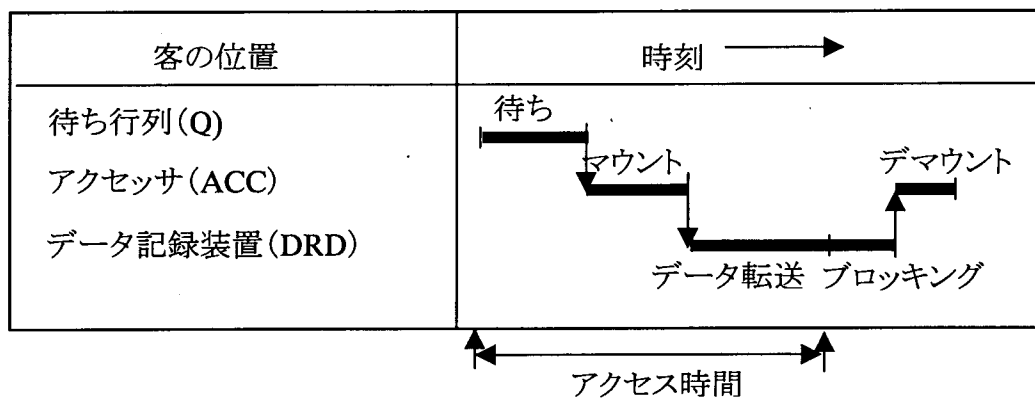 客の位置
時刻
待ち行列(Q)
アクセッサ(ACC)
データ記録装置(DRD)
待ち
マウント
デマウント
データ転送
ブロッキング
アクセス時間